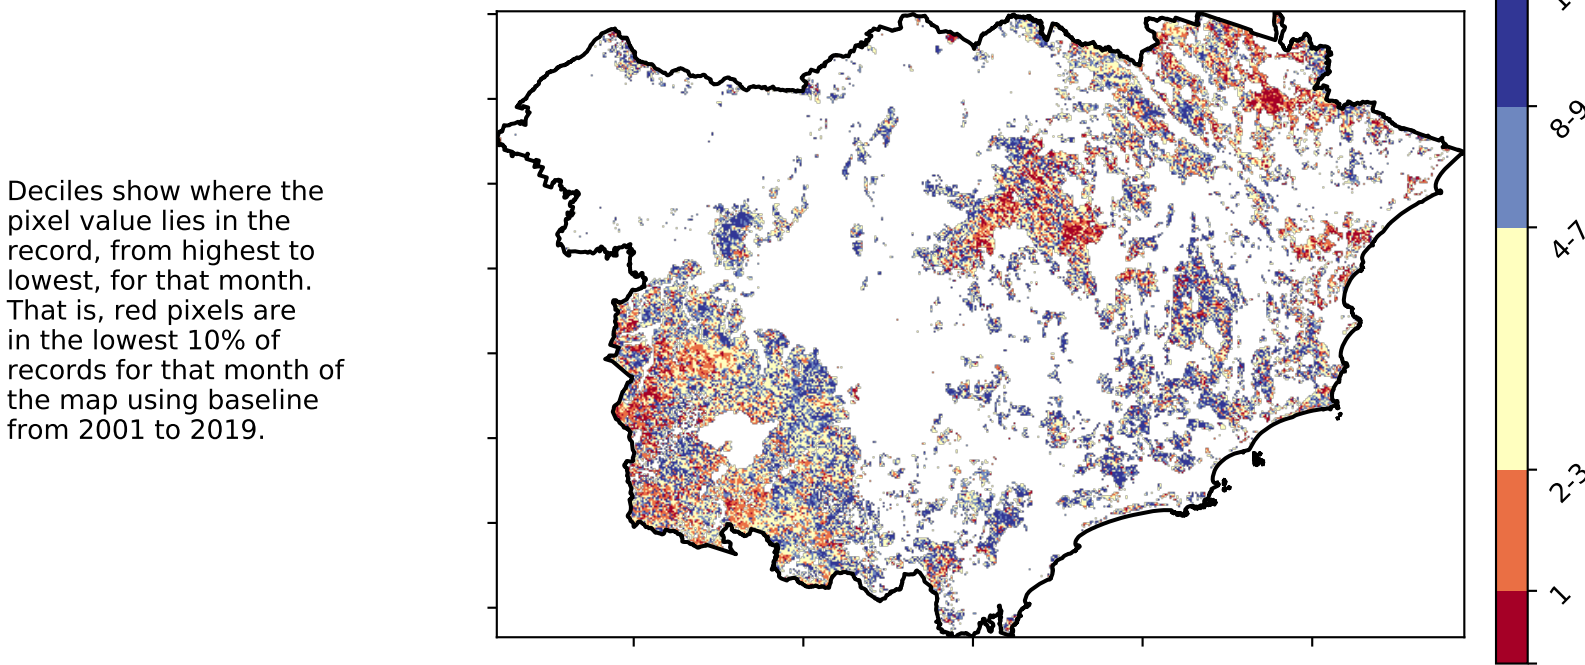 Deciles show where the
pixel value lies in the
record, from highest to
lowest, for that month.
That is, red pixels are
in the lowest 10% of
records for that month of
the map using baseline
from 2001 to 2019.
8-9
4-7
2-3
1